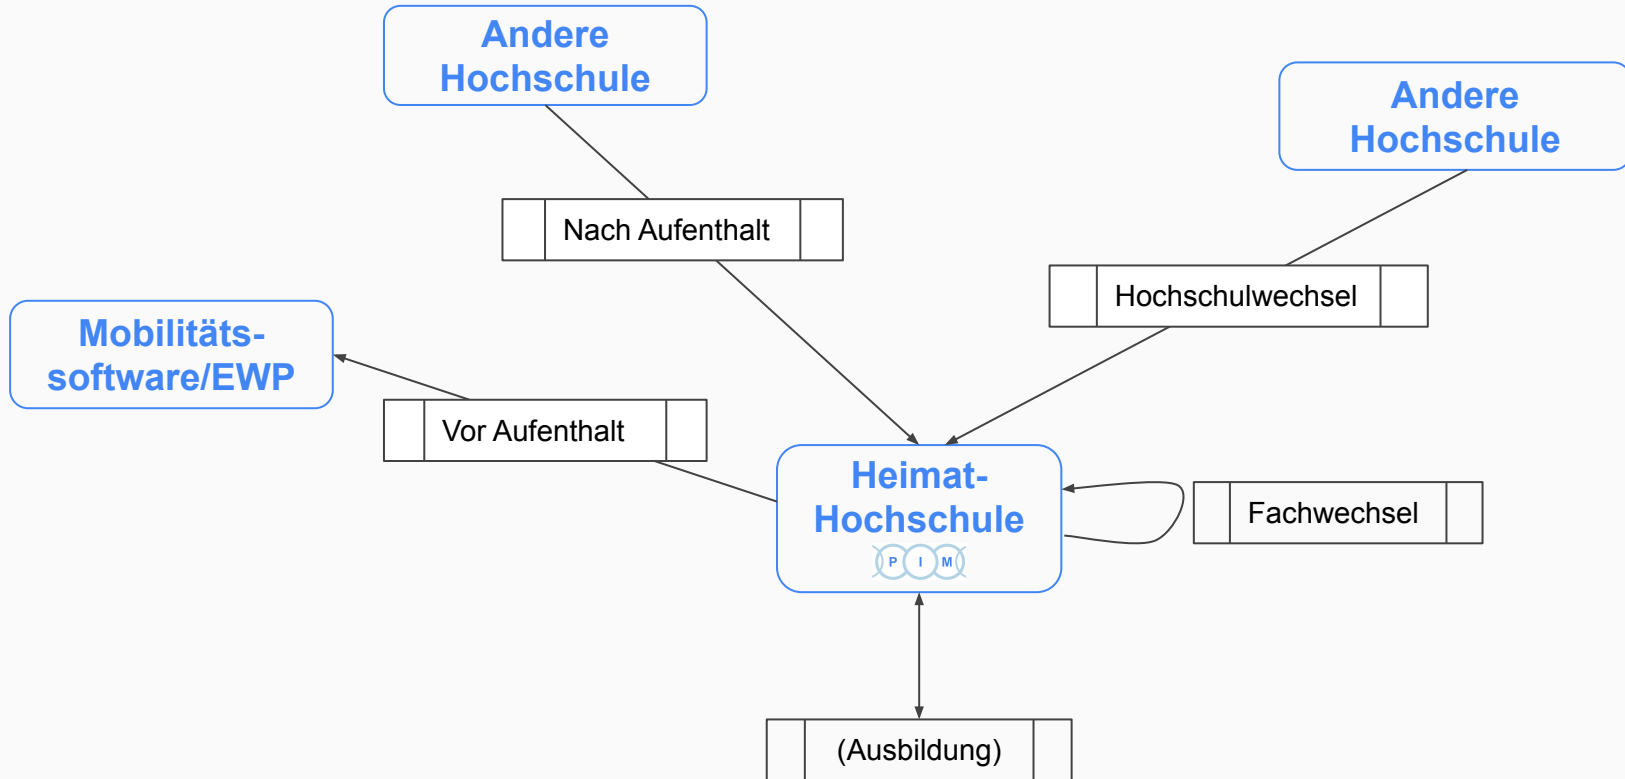 Andere
Hochschule
Andere
Hochschule
Nach Aufenthalt
Hochschulwechsel
Mobilitäts-
software/EWP
Vor Aufenthalt
Heimat-
Hochschule
P I M
Fachwechsel
(Ausbildung)